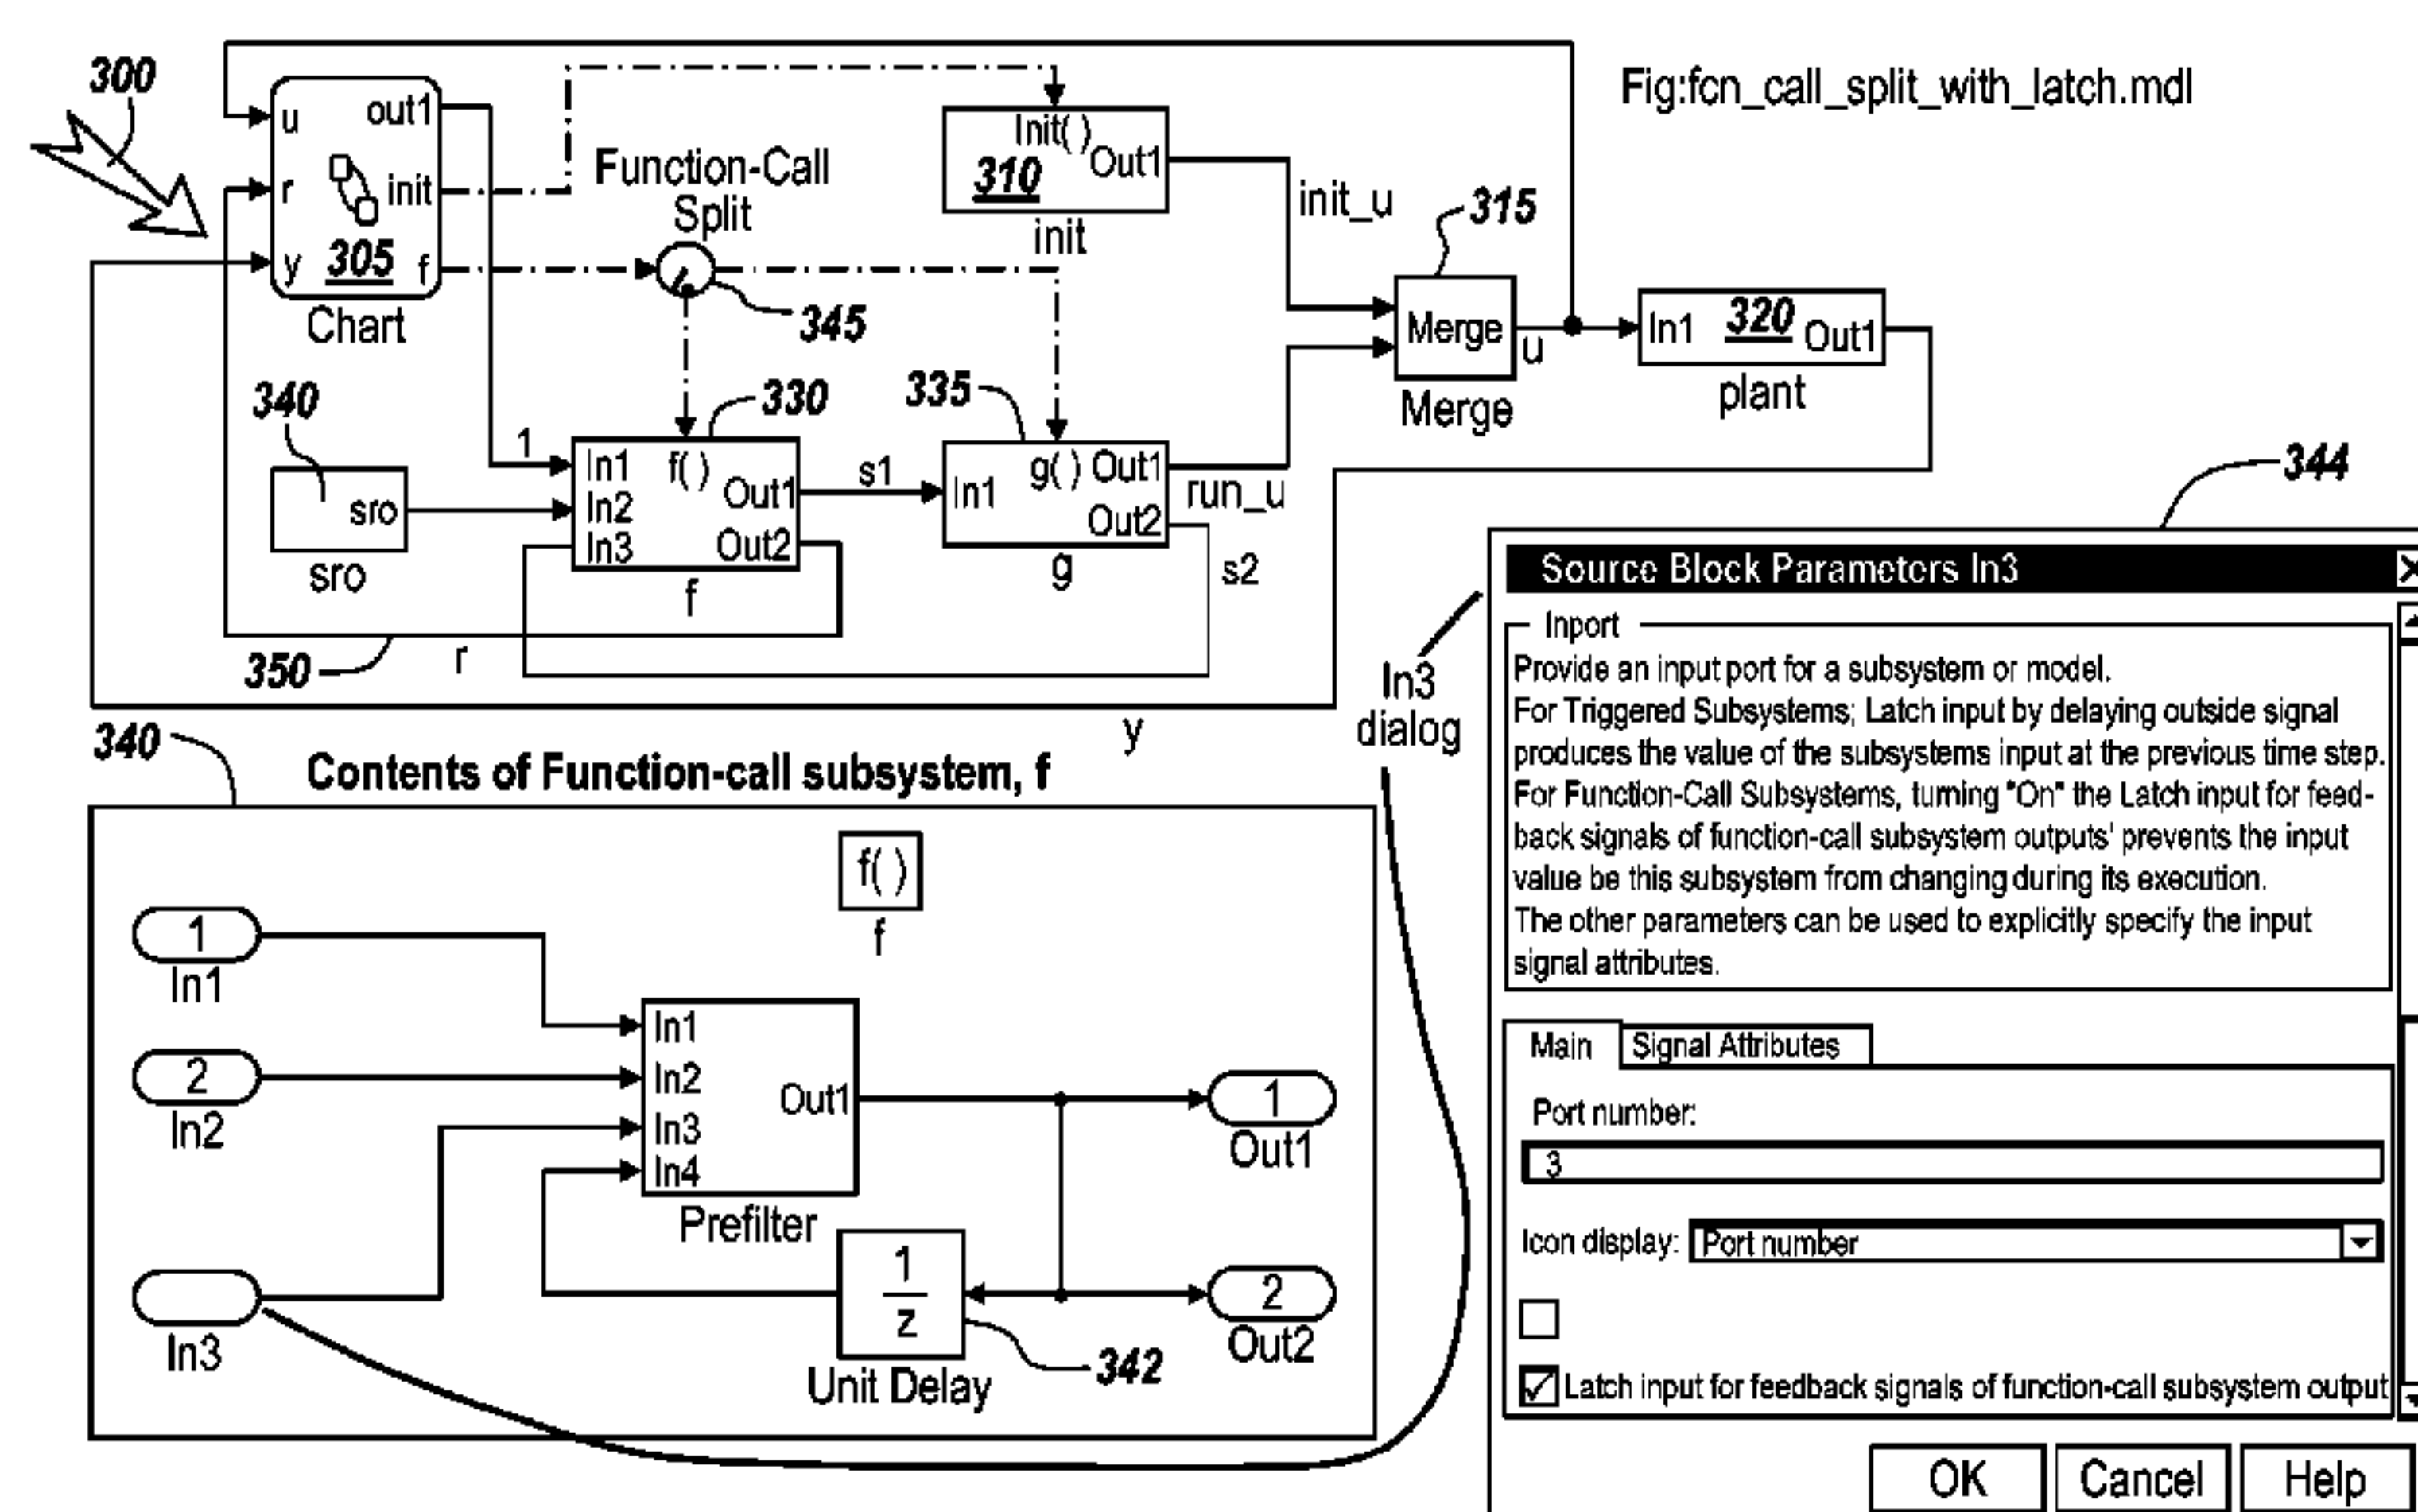 Fig:fcn_call_split_with_latch.mdl
300
u
out1
r
init
y
305
f
Chart
Function-Call
Split
345
Init()
310
Out1
init
init_u
315
Merge
u
Merge
In1
320
Out1
plant
340
sro
sro
1
330
In1
f()
In2
Out1
In3
Out2
f
s1
335
In1
g()
Out1
Out2
g
run_u
s2
350
r
y
344
In3
dialog
340
Contents of Function-call subsystem, f
f()
f
1
In1
2
In2
In3
In1
In2
In3
In4
Out1
Prefilter
1
z
Unit Delay
342
1
Out1
2
Out2
Source Block Parameters In3
Inport
Provide an input port for a subsystem or model.
For Triggered Subsystems; Latch input by delaying outside signal
produces the value of the subsystems input at the previous time step.
For Function-Call Subsystems, turning "On" the Latch input for feed-
back signals of function-call subsystem outputs' prevents the input
value be this subsystem from changing during its execution.
The other parameters can be used to explicitly specify the input
signal attributes.
Main
Signal Attributes
Port number:
3
Icon display:
Port number
Latch input for feedback signals of function-call subsystem output
OK
Cancel
Help